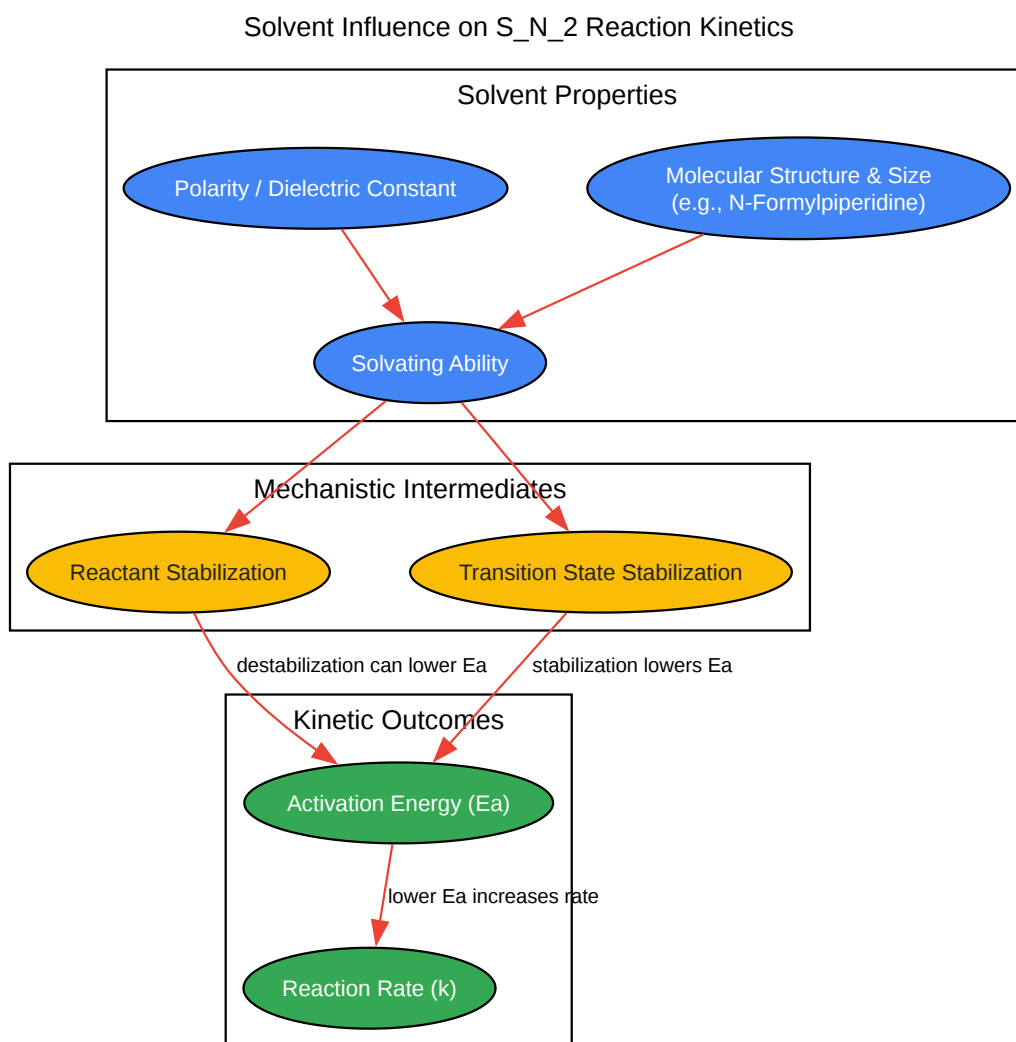 Solvent Influence on S_N_2 Reaction Kinetics
Solvent Properties
Polarity / Dielectric Constant
Molecular Structure & Size
(e.g., N-Formylpiperidine)
Solvating Ability
Mechanistic Intermediates
Reactant Stabilization
Transition State Stabilization
destabilization can lower Ea
stabilization lowers Ea
Kinetic Outcomes
Activation Energy (Ea)
lower Ea increases rate
Reaction Rate (k)